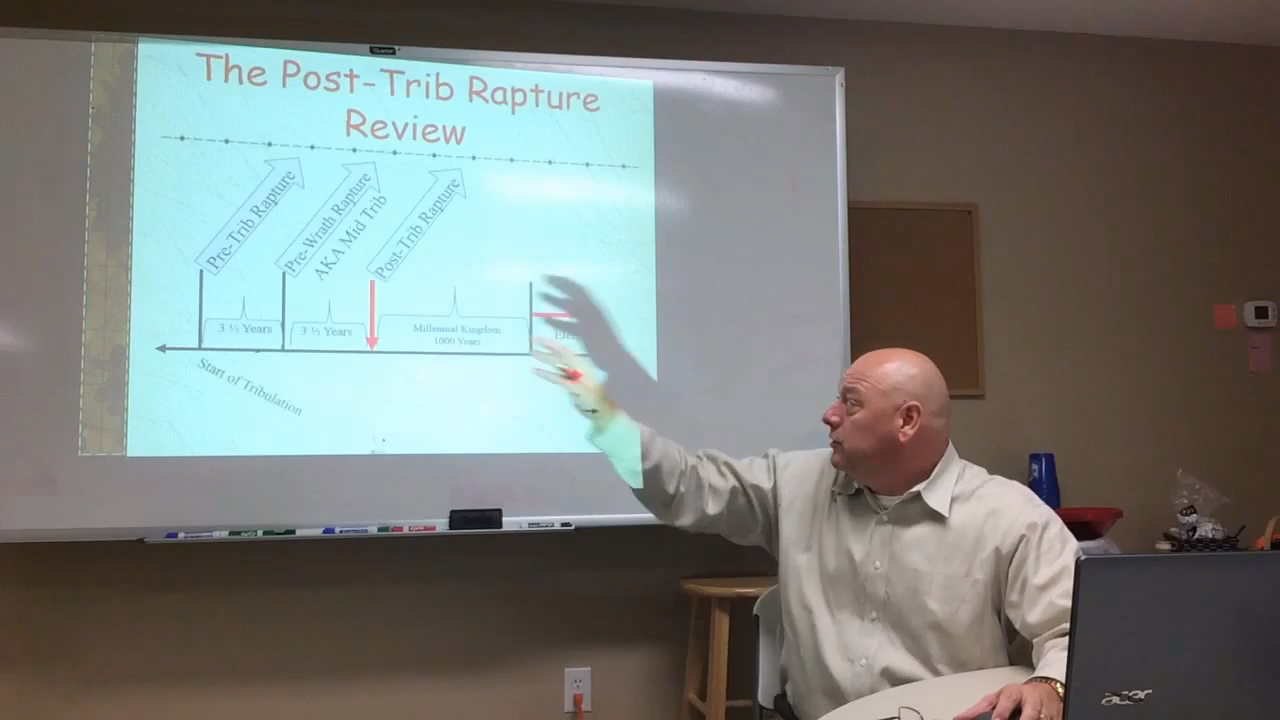 The Post-Trib Rapture
Review
Pre-Trib Rapture
Pre-Wrath Rapture
AKA Mid Trib
Post-Trib Rapture
3 ½ Years
3 ½ Years
Millennial Kingdom
1000 Years
Start of Tribulation
acer